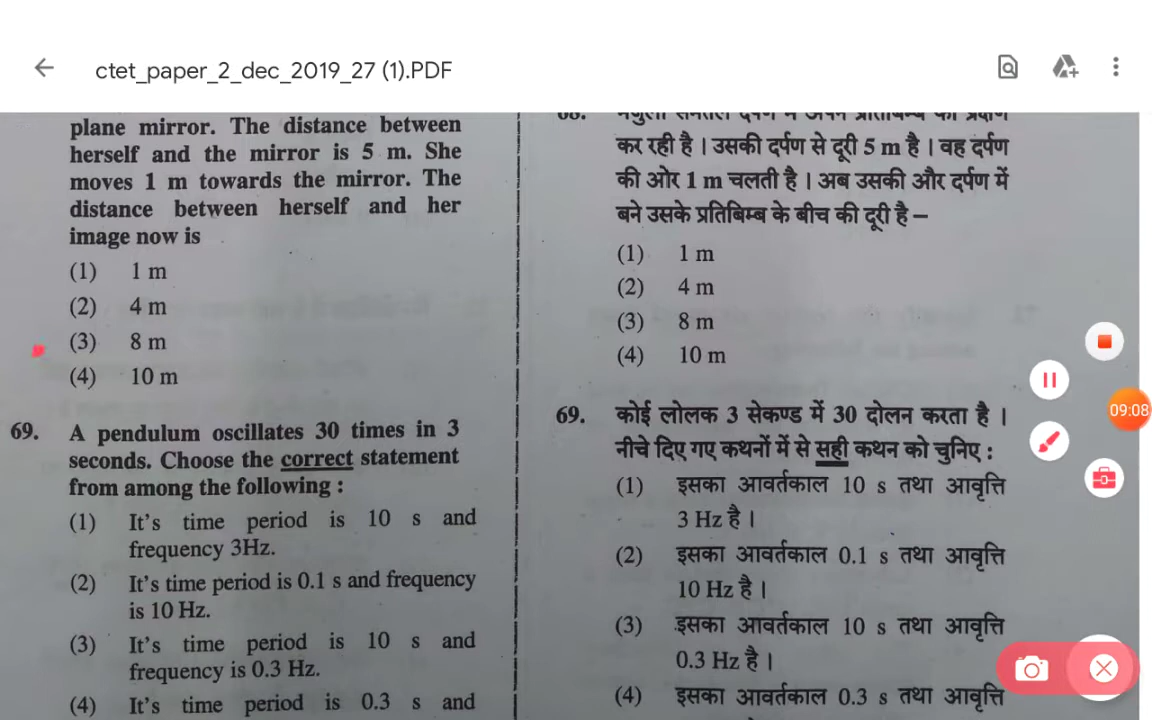 ctet_paper_2_dec_2019_27 (1).PDF
plane mirror. The distance between
herself and the mirror is 5 m. She
moves 1 m towards the mirror. The
distance between herself and her
image now is
(1) 1 m
(2) 4 m
(3) 8 m
(4) 10 m
69. A pendulum oscillates 30 times in 3
seconds. Choose the correct statement
from among the following :
(1) It's time period is 10 s and
frequency 3Hz.
(2) It's time period is 0.1 s and frequency
is 10 Hz.
(3) It's time period is 10 s and
frequency is 0.3 Hz.
(4) It's time period is 0.3 s and
कर रही है । उसकी दर्पण से दूरी 5 m है । वह दर्पण
की ओर 1 m चलती है । अब उसकी और दर्पण में
बने उसके प्रतिबिम्ब के बीच की दूरी है –
(1) 1 m
(2) 4 m
(3) 8 m
(4) 10 m
69. कोई लोलक 3 सेकण्ड में 30 दोलन करता है ।
नीचे दिए गए कथनों में से सही कथन को चुनिए :
(1) इसका आवर्तकाल 10 s तथा आवृत्ति
3 Hz है ।
(2) इसका आवर्तकाल 0.1 s तथा आवृत्ति
10 Hz है ।
(3) इसका आवर्तकाल 10 s तथा आवृत्ति
0.3 Hz है ।
(4) इसका आवर्तकाल 0.3 s तथा आवृत्ति
09:08